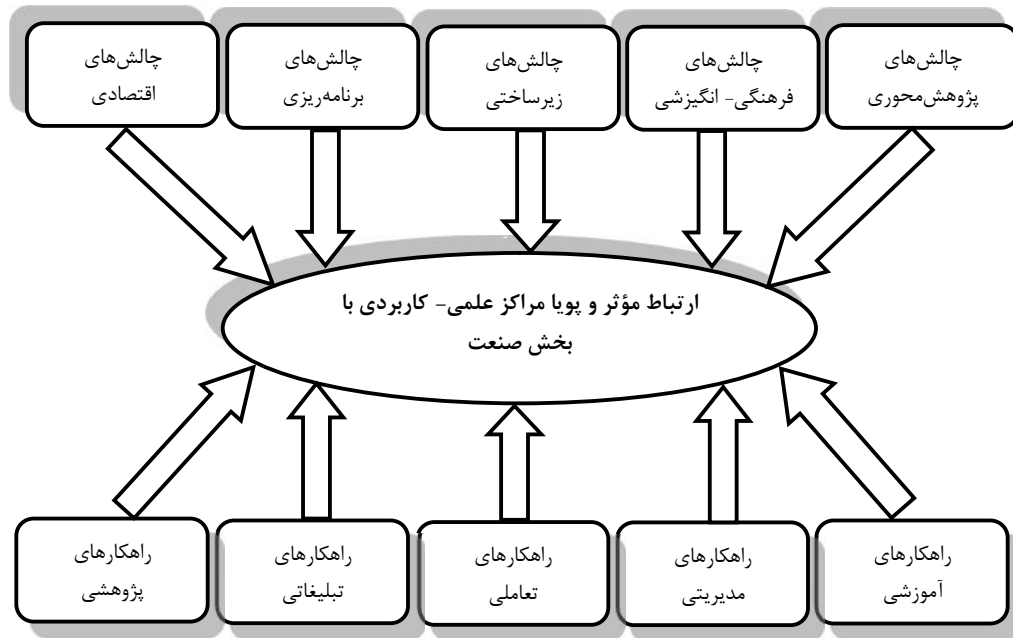 چالش‌های
پژوهش‌محوری
چالش‌های
فرهنگی- انگیزشی
چالش‌های
زیرساختی
چالش‌های
برنامه‌ریزی
چالش‌های
اقتصادی
ارتباط مؤثر و پویا مراکز علمی- کاربردی با
بخش صنعت
راهکارهای
آموزشی
راهکارهای
مدیریتی
راهکارهای
تعاملی
راهکارهای
تبلیغاتی
راهکارهای
پژوهشی